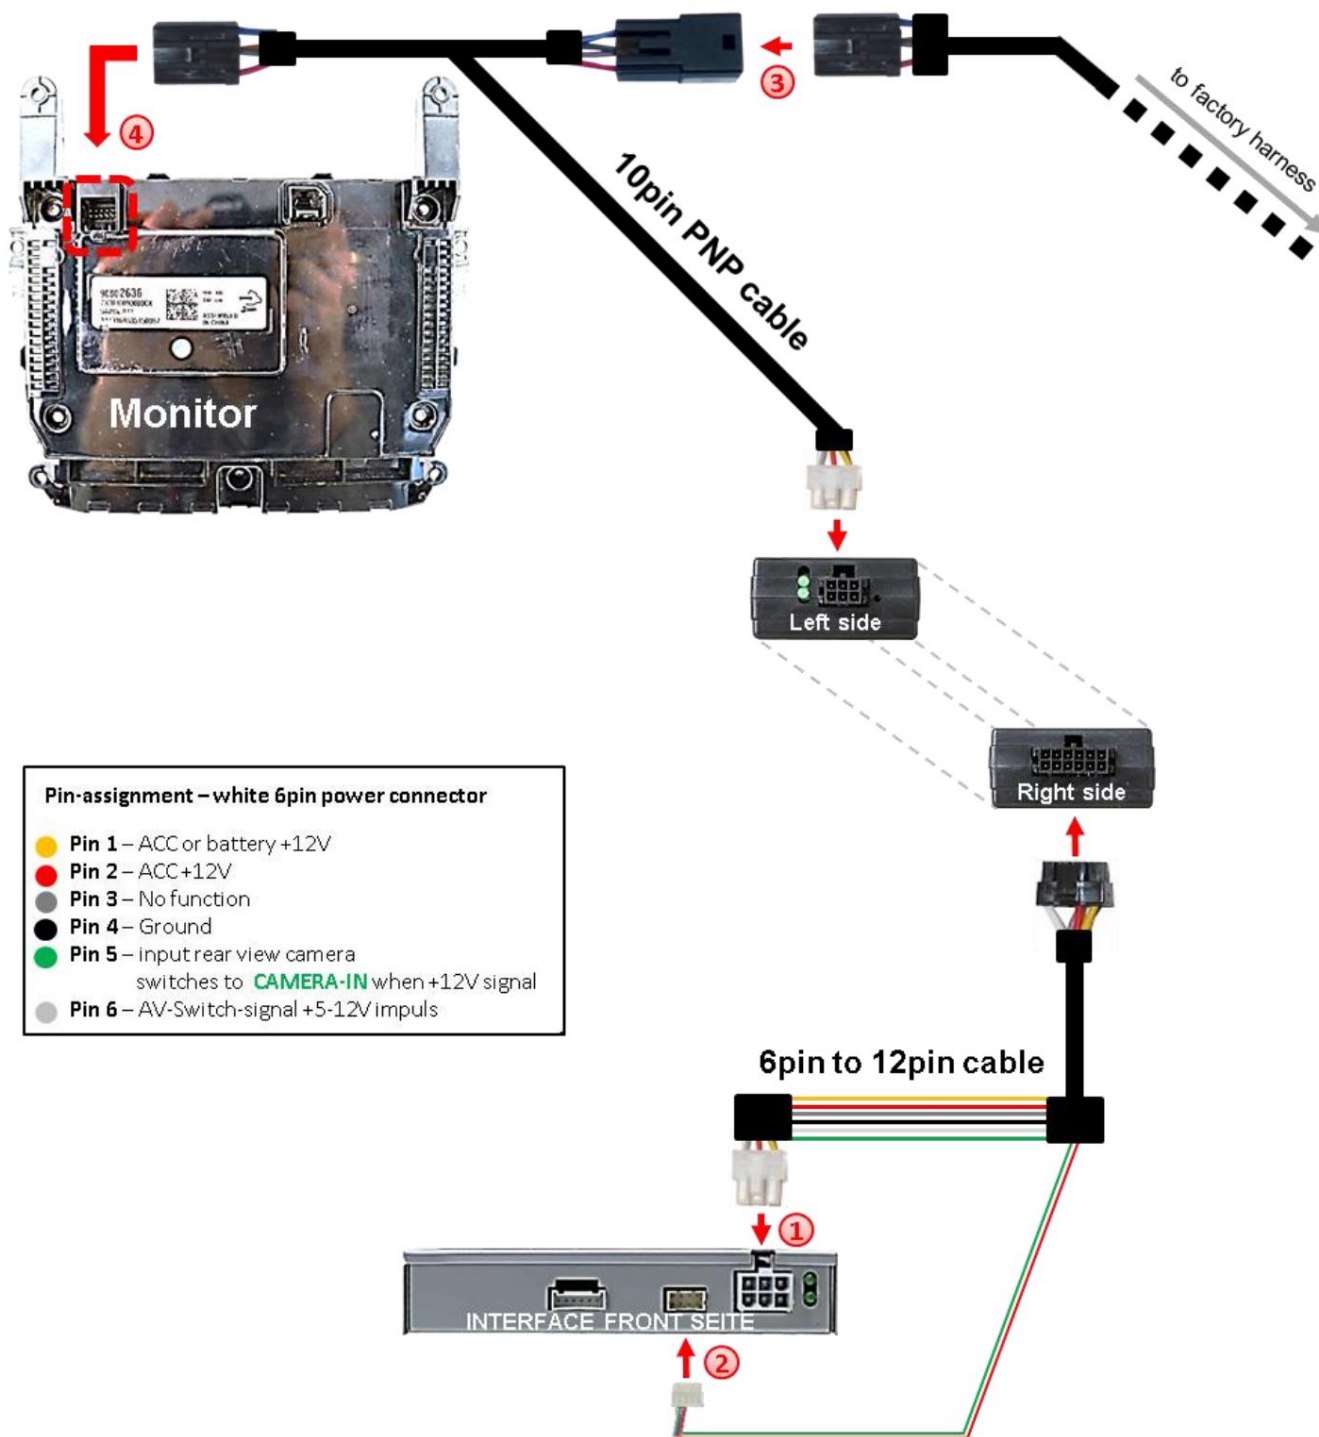 3
to factory harness
4
10pin PNP cable
2636
Monitor
Left side
Right side
Pin-assignment – white 6pin power connector
Pin 1 – ACC or battery +12V
Pin 2 – ACC +12V
Pin 3 – No function
Pin 4 – Ground
Pin 5 – input rear view camera
switches to CAMERA-IN when +12V signal
Pin 6 – AV-Switch-signal +5-12V impuls
6pin to 12pin cable
1
INTERFACE FRONT SEITE
2